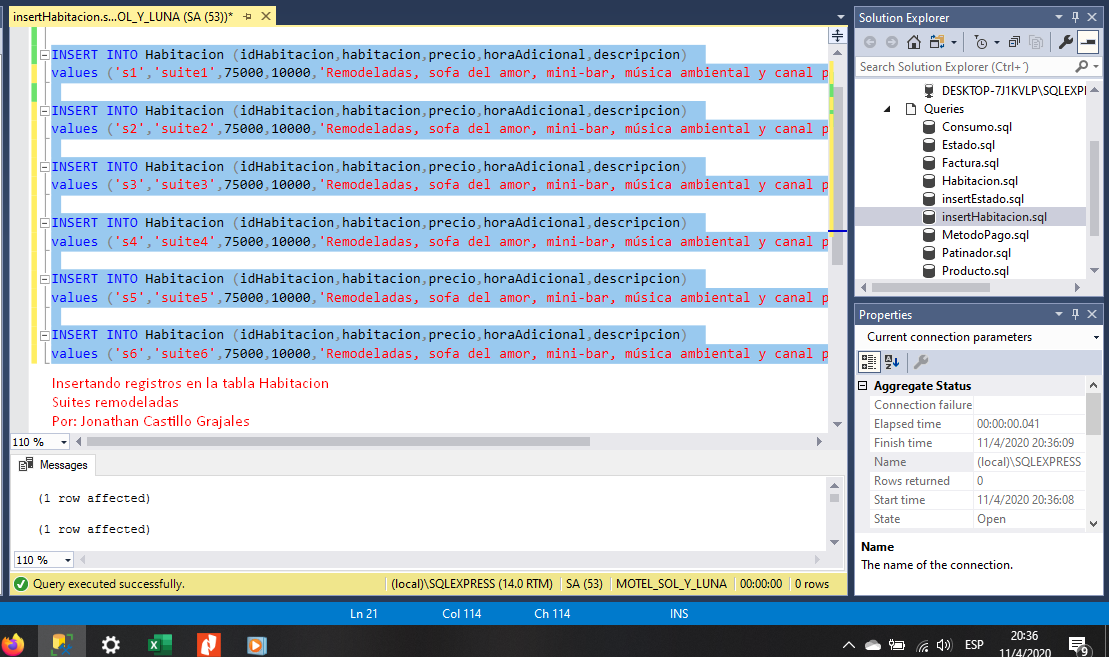 insertHabitacion.s...OL_Y_LUNA (SA (53))*
INSERT INTO Habitacion (idHabitacion,habitacion,precio,horaAdicional,descripcion)
values ('s1','suite1',75000,10000,'Remodeladas, sofa del amor, mini-bar, música ambiental y canal p
INSERT INTO Habitacion (idHabitacion,habitacion,precio,horaAdicional,descripcion)
values ('s2','suite2',75000,10000,'Remodeladas, sofa del amor, mini-bar, música ambiental y canal p
INSERT INTO Habitacion (idHabitacion,habitacion,precio,horaAdicional,descripcion)
values ('s3','suite3',75000,10000,'Remodeladas, sofa del amor, mini-bar, música ambiental y canal p
INSERT INTO Habitacion (idHabitacion,habitacion,precio,horaAdicional,descripcion)
values ('s4','suite4',75000,10000,'Remodeladas, sofa del amor, mini-bar, música ambiental y canal p
INSERT INTO Habitacion (idHabitacion,habitacion,precio,horaAdicional,descripcion)
values ('s5','suite5',75000,10000,'Remodeladas, sofa del amor, mini-bar, música ambiental y canal p
INSERT INTO Habitacion (idHabitacion,habitacion,precio,horaAdicional,descripcion)
values ('s6','suite6',75000,10000,'Remodeladas, sofa del amor, mini-bar, música ambiental y canal p
Insertando registros en la tabla Habitacion
Suites remodeladas
Por: Jonathan Castillo Grajales
110 %
Messages
(1 row affected)
(1 row affected)
110 %
Query executed successfully.
(local)\SQLEXPRESS (14.0 RTM)
SA (53)
MOTEL_SOL_Y_LUNA
00:00:00
0 rows
Solution Explorer
Search Solution Explorer (Ctrl+´)
DESKTOP-7J1KVLP\SQLEXPI
Queries
Consumo.sql
Estado.sql
Factura.sql
Habitacion.sql
insertEstado.sql
insertHabitacion.sql
MetodoPago.sql
Patinador.sql
Producto.sql
Properties
Current connection parameters
Aggregate Status
Connection failure
Elapsed time 00:00:00.041
Finish time 11/4/2020 20:36:09
Name (local)\SQLEXPRESS
Rows returned 0
Start time 11/4/2020 20:36:08
State Open
Name
The name of the connection.
Ln 21 Col 114 Ch 114 INS
ESP
20:36
11/4/2020
9